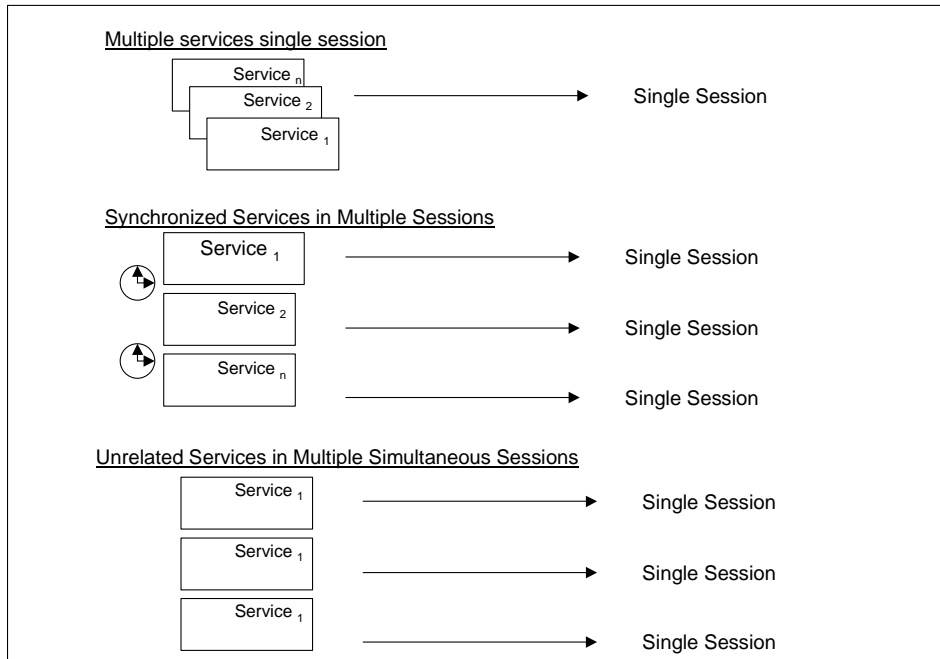 Multiple services single session
Service n
Service 2
Service 1
Single Session
Synchronized Services in Multiple Sessions
Service 1
Single Session
Service 2
Single Session
Service n
Single Session
Unrelated Services in Multiple Simultaneous Sessions
Service 1
Single Session
Service 1
Single Session
Service 1
Single Session